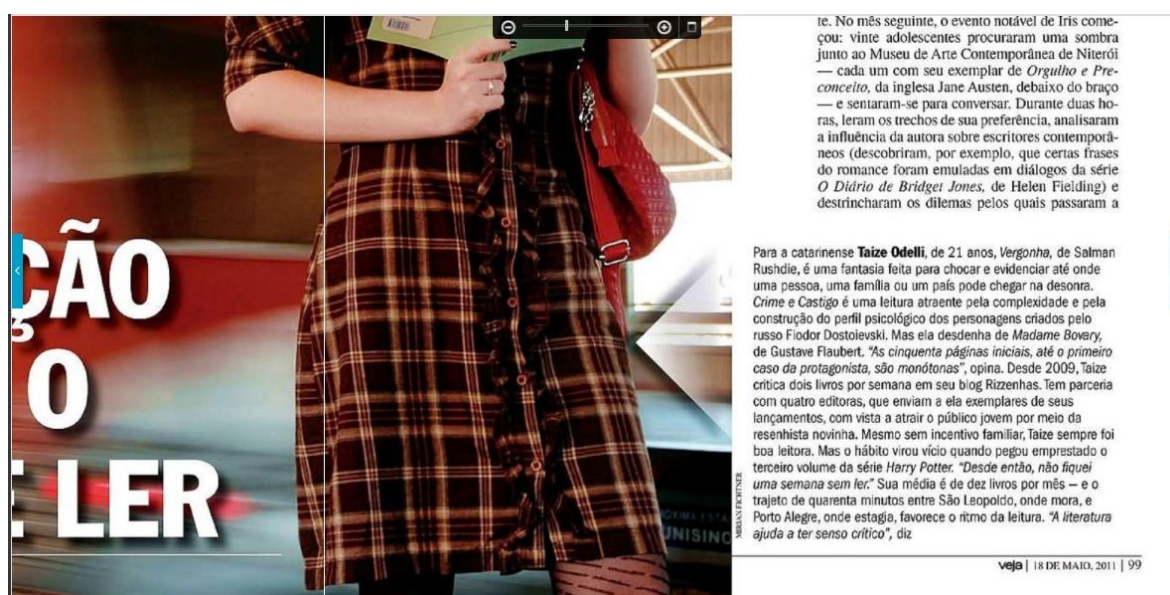 ÇÃO
O
E LER
te. No mês seguinte, o evento notável de Iris come-
çou: vinte adolescentes procuraram uma sombra
junto ao Museu de Arte Contemporânea de Niterói
— cada um com seu exemplar de Orgulho e Pre-
conceito, da inglesa Jane Austen, debaixo do braço
— e sentaram-se para conversar. Durante duas ho-
ras, leram os trechos de sua preferência, analisaram
a influência da autora sobre escritores contemporâ-
neos (descobriram, por exemplo, que certas frases
do romance foram emuladas em diálogos da série
O Diário de Bridget Jones, de Helen Fielding) e
destrincharam os dilemas pelos quais passaram a
Para a catarinense Taize Odelli, de 21 anos, Vergonha, de Salman
Rushdie, é uma fantasia feita para chocar e evidenciar até onde
uma pessoa, uma família ou um país pode chegar na desonra.
Crime e Castigo é uma leitura atraente pela complexidade e pela
construção do perfil psicológico dos personagens criados pelo
russo Fiodor Dostoievski. Mas ela desdenha de Madame Bovary,
de Gustave Flaubert. "As cinquenta páginas iniciais, até o primeiro
caso da protagonista, são monótonas", opina. Desde 2009, Taize
critica dois livros por semana em seu blog Rizzenhas. Tem parceria
com quatro editoras, que enviam a ela exemplares de seus
lançamentos, com vista a atrair o público jovem por meio da
resenhista novinha. Mesmo sem incentivo familiar, Taize sempre foi
boa leitora. Mas o hábito virou vício quando pegou emprestado o
terceiro volume da série Harry Potter. "Desde então, não fiquei
uma semana sem ler." Sua média é de dez livros por mês — e o
trajeto de quarenta minutos entre São Leopoldo, onde mora, e
Porto Alegre, onde estagia, favorece o ritmo da leitura. "A literatura
ajuda a ter senso crítico", diz
MIRIAN FICHTNER
UNISINO
veja | 18 DE MAIO, 2011 | 99